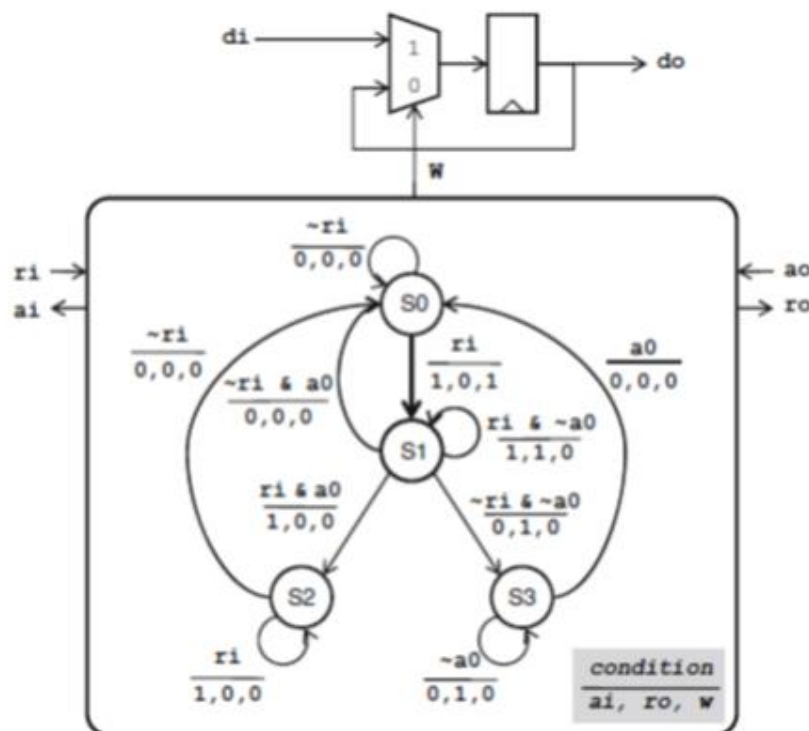 di
1
0
do
W
~ri
0,0,0
ri
ai
ao
ro
S0
~ri
0,0,0
ri
1,0,1
a0
0,0,0
~ri & a0
0,0,0
ri & ~a0
1,1,0
S1
ri & a0
1,0,0
~ri & ~a0
0,1,0
S2
S3
ri
1,0,0
~a0
0,1,0
condition
ai, ro, w